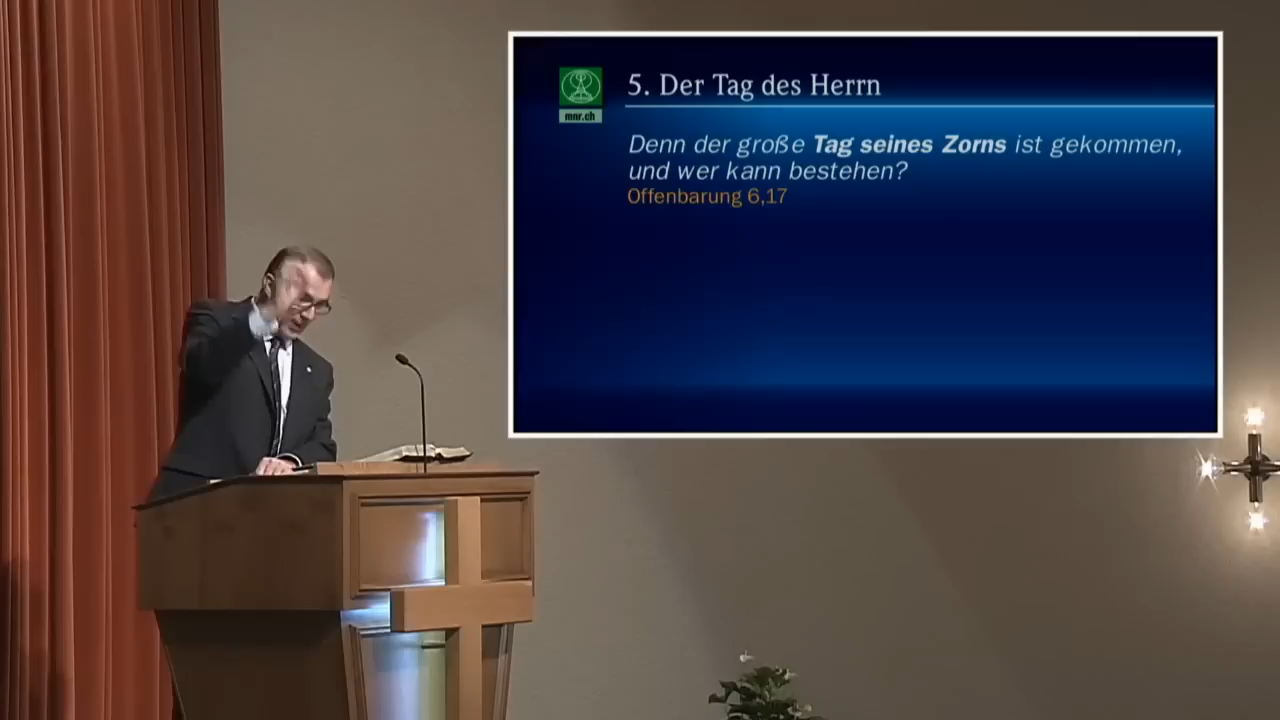 5. Der Tag des Herrn
mnr.ch
Denn der große Tag seines Zorns ist gekommen,
und wer kann bestehen?
Offenbarung 6,17